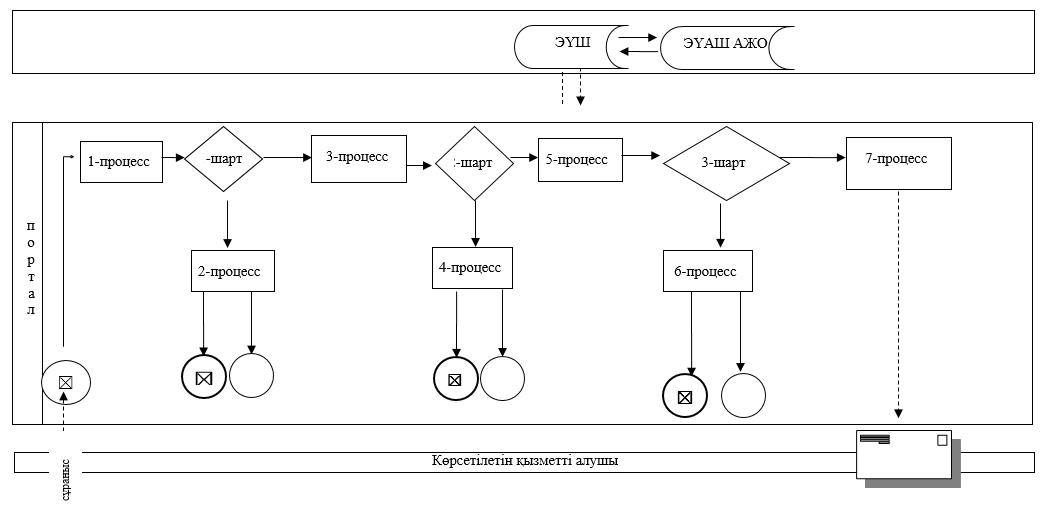 ЭҮШ
ЭҮАШ АЖО
1-процесс
-шарт
3-процесс
-шарт
5-процесс
3-шарт
7-процесс
портал
2-процесс
4-процесс
6-процесс
Көрсетілетін қызметті алушы
сұраныс